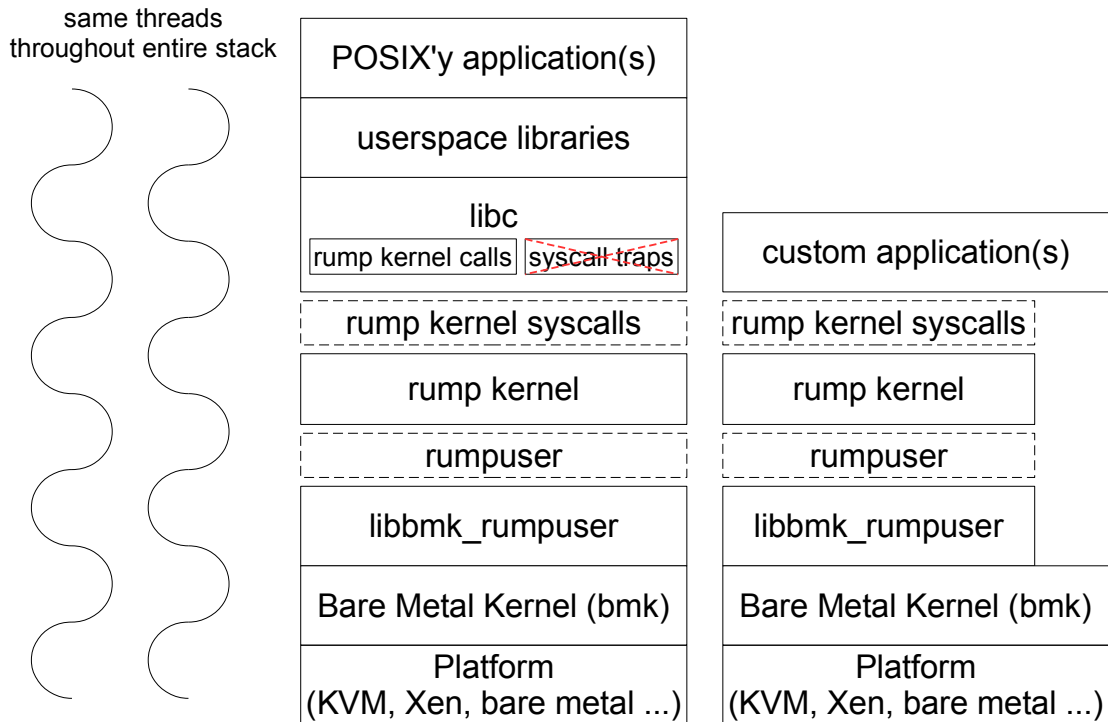 same threads
throughout entire stack
POSIX'y application(s)
userspace libraries
libc
rump kernel calls
syscall traps
rump kernel syscalls
rump kernel
rumpuser
libbmk_rumpuser
Bare Metal Kernel (bmk)
Platform
(KVM, Xen, bare metal ...)
custom application(s)
rump kernel syscalls
rump kernel
rumpuser
libbmk_rumpuser
Bare Metal Kernel (bmk)
Platform
(KVM, Xen, bare metal ...)